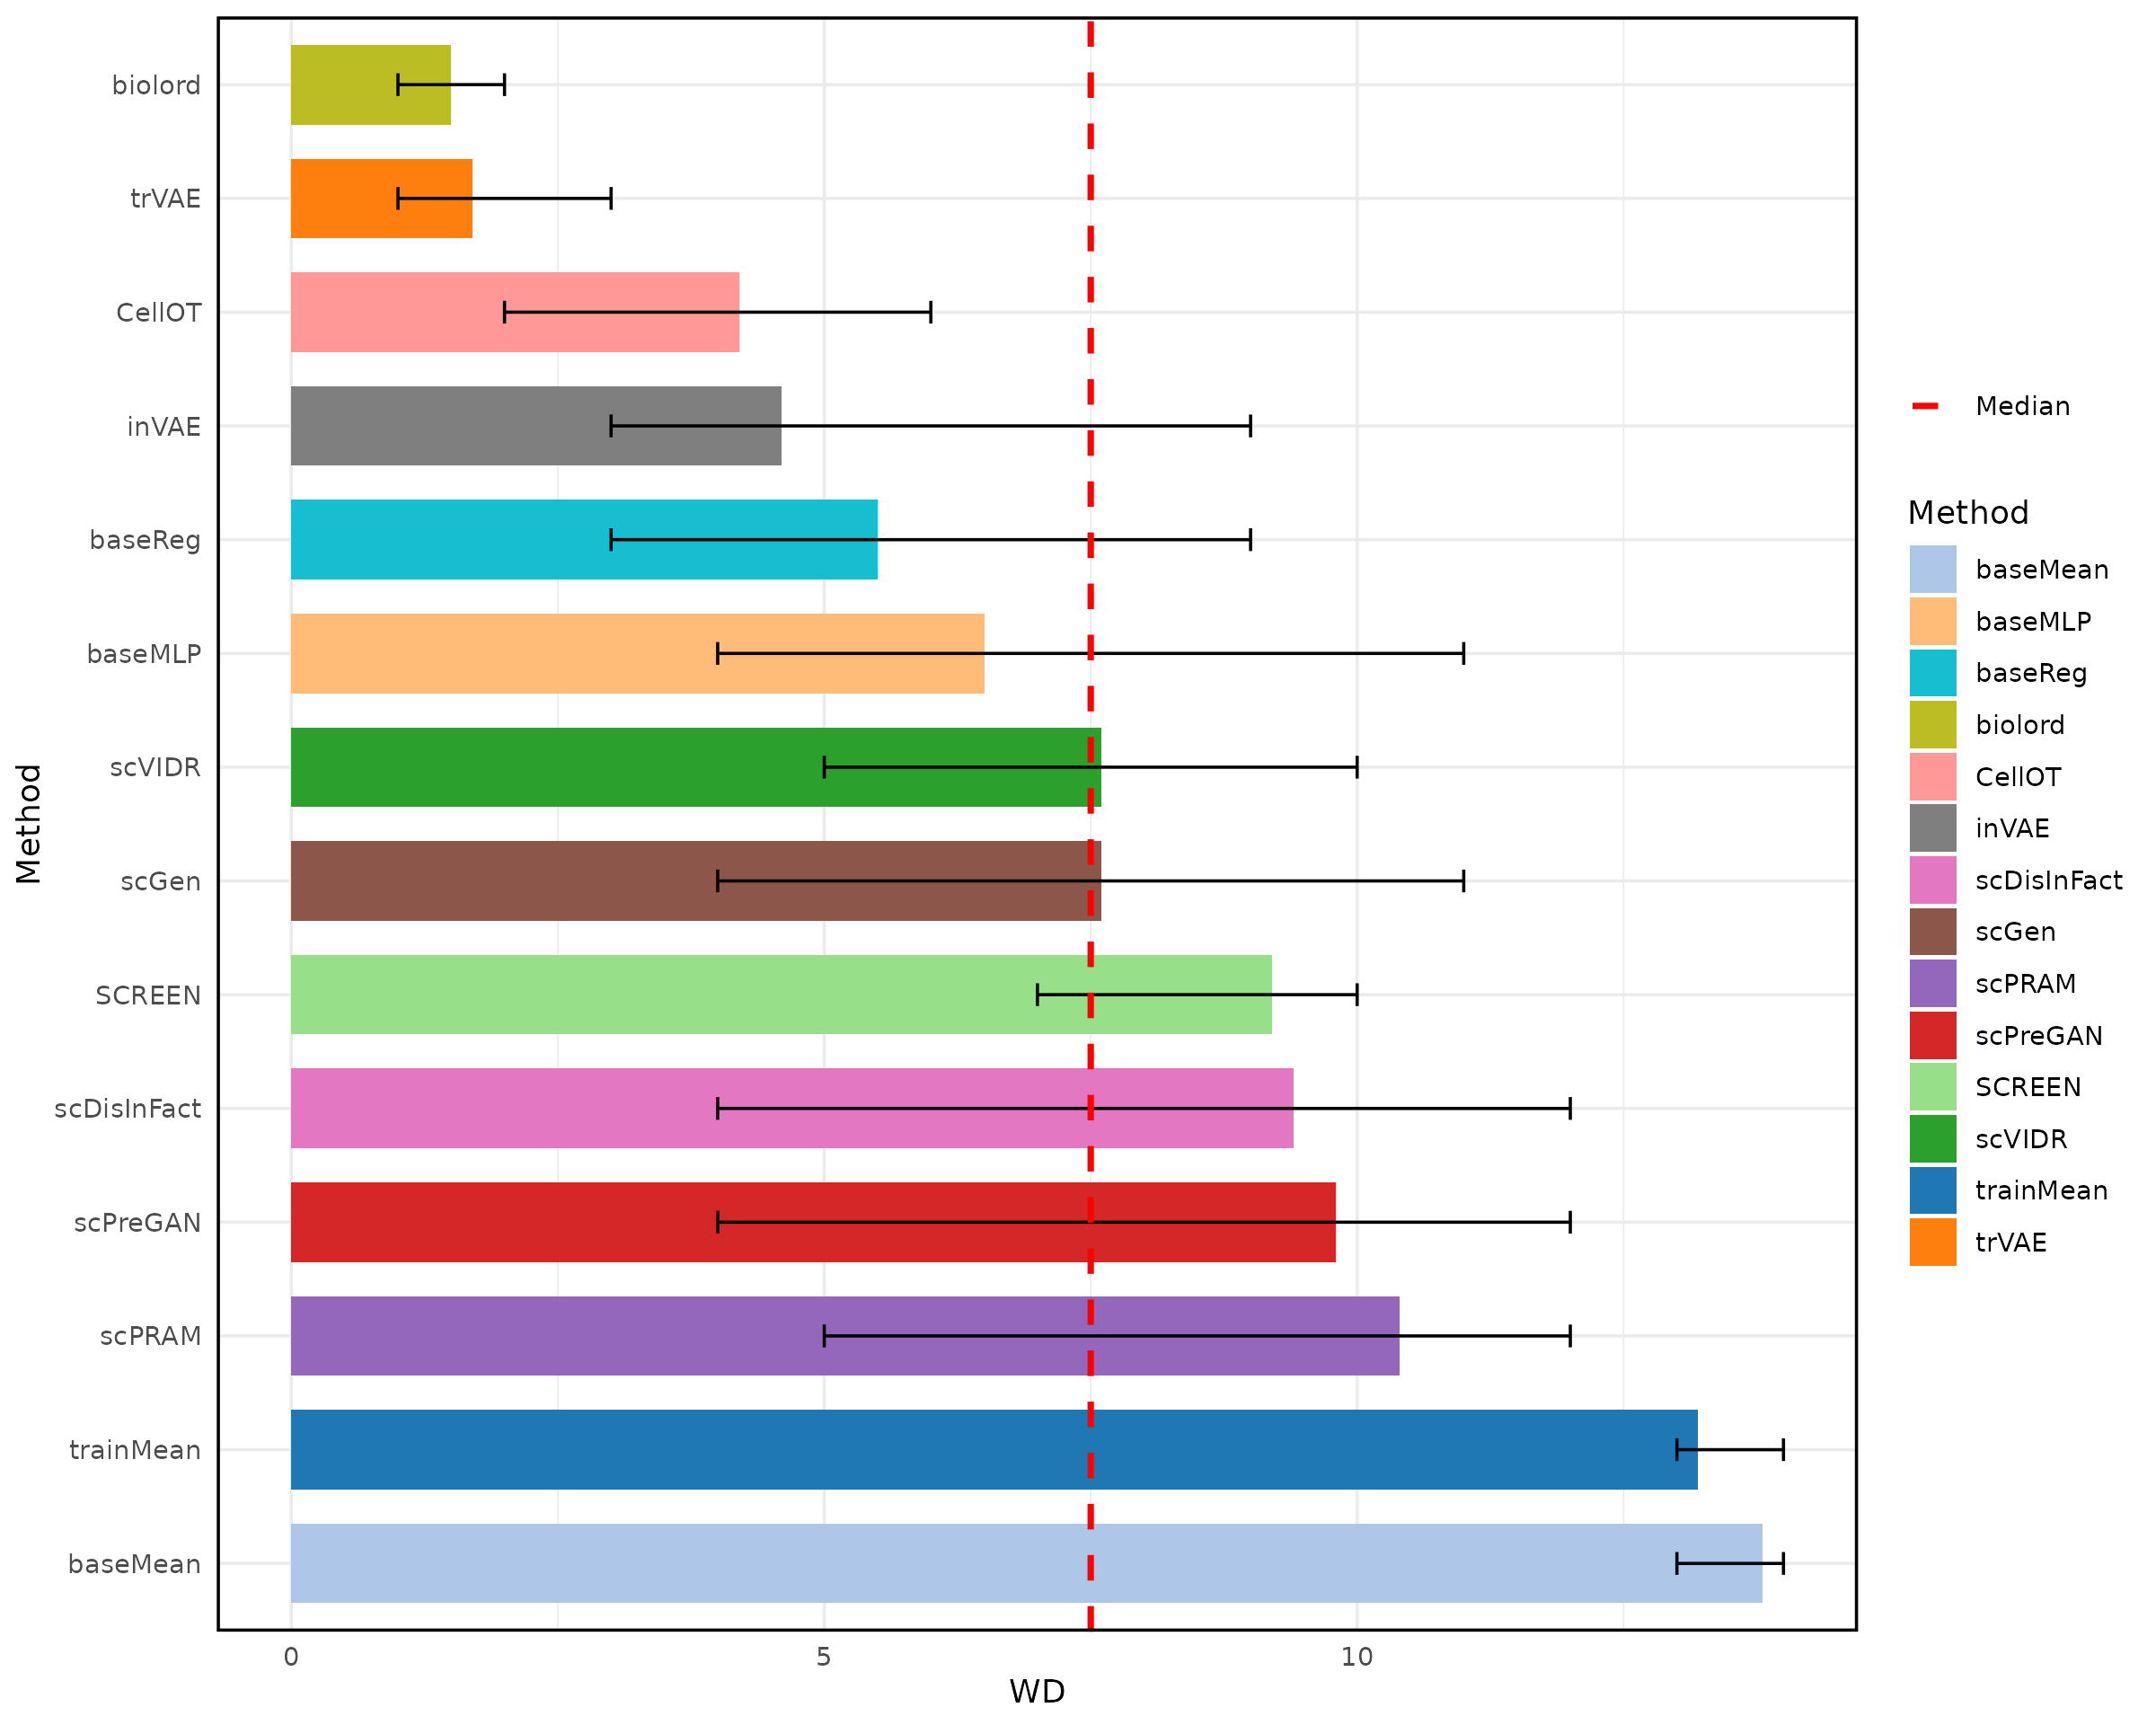 biolord
trVAE
CellOT
inVAE
baseReg
baseMLP
scVIDR
scGen
SCREEN
scDisInFact
scPreGAN
scPRAM
trainMean
baseMean
Method
0 5 10
WD
Median
Method
baseMean
baseMLP
baseReg
biolord
CellOT
inVAE
scDisInFact
scGen
scPRAM
scPreGAN
SCREEN
scVIDR
trainMean
trVAE